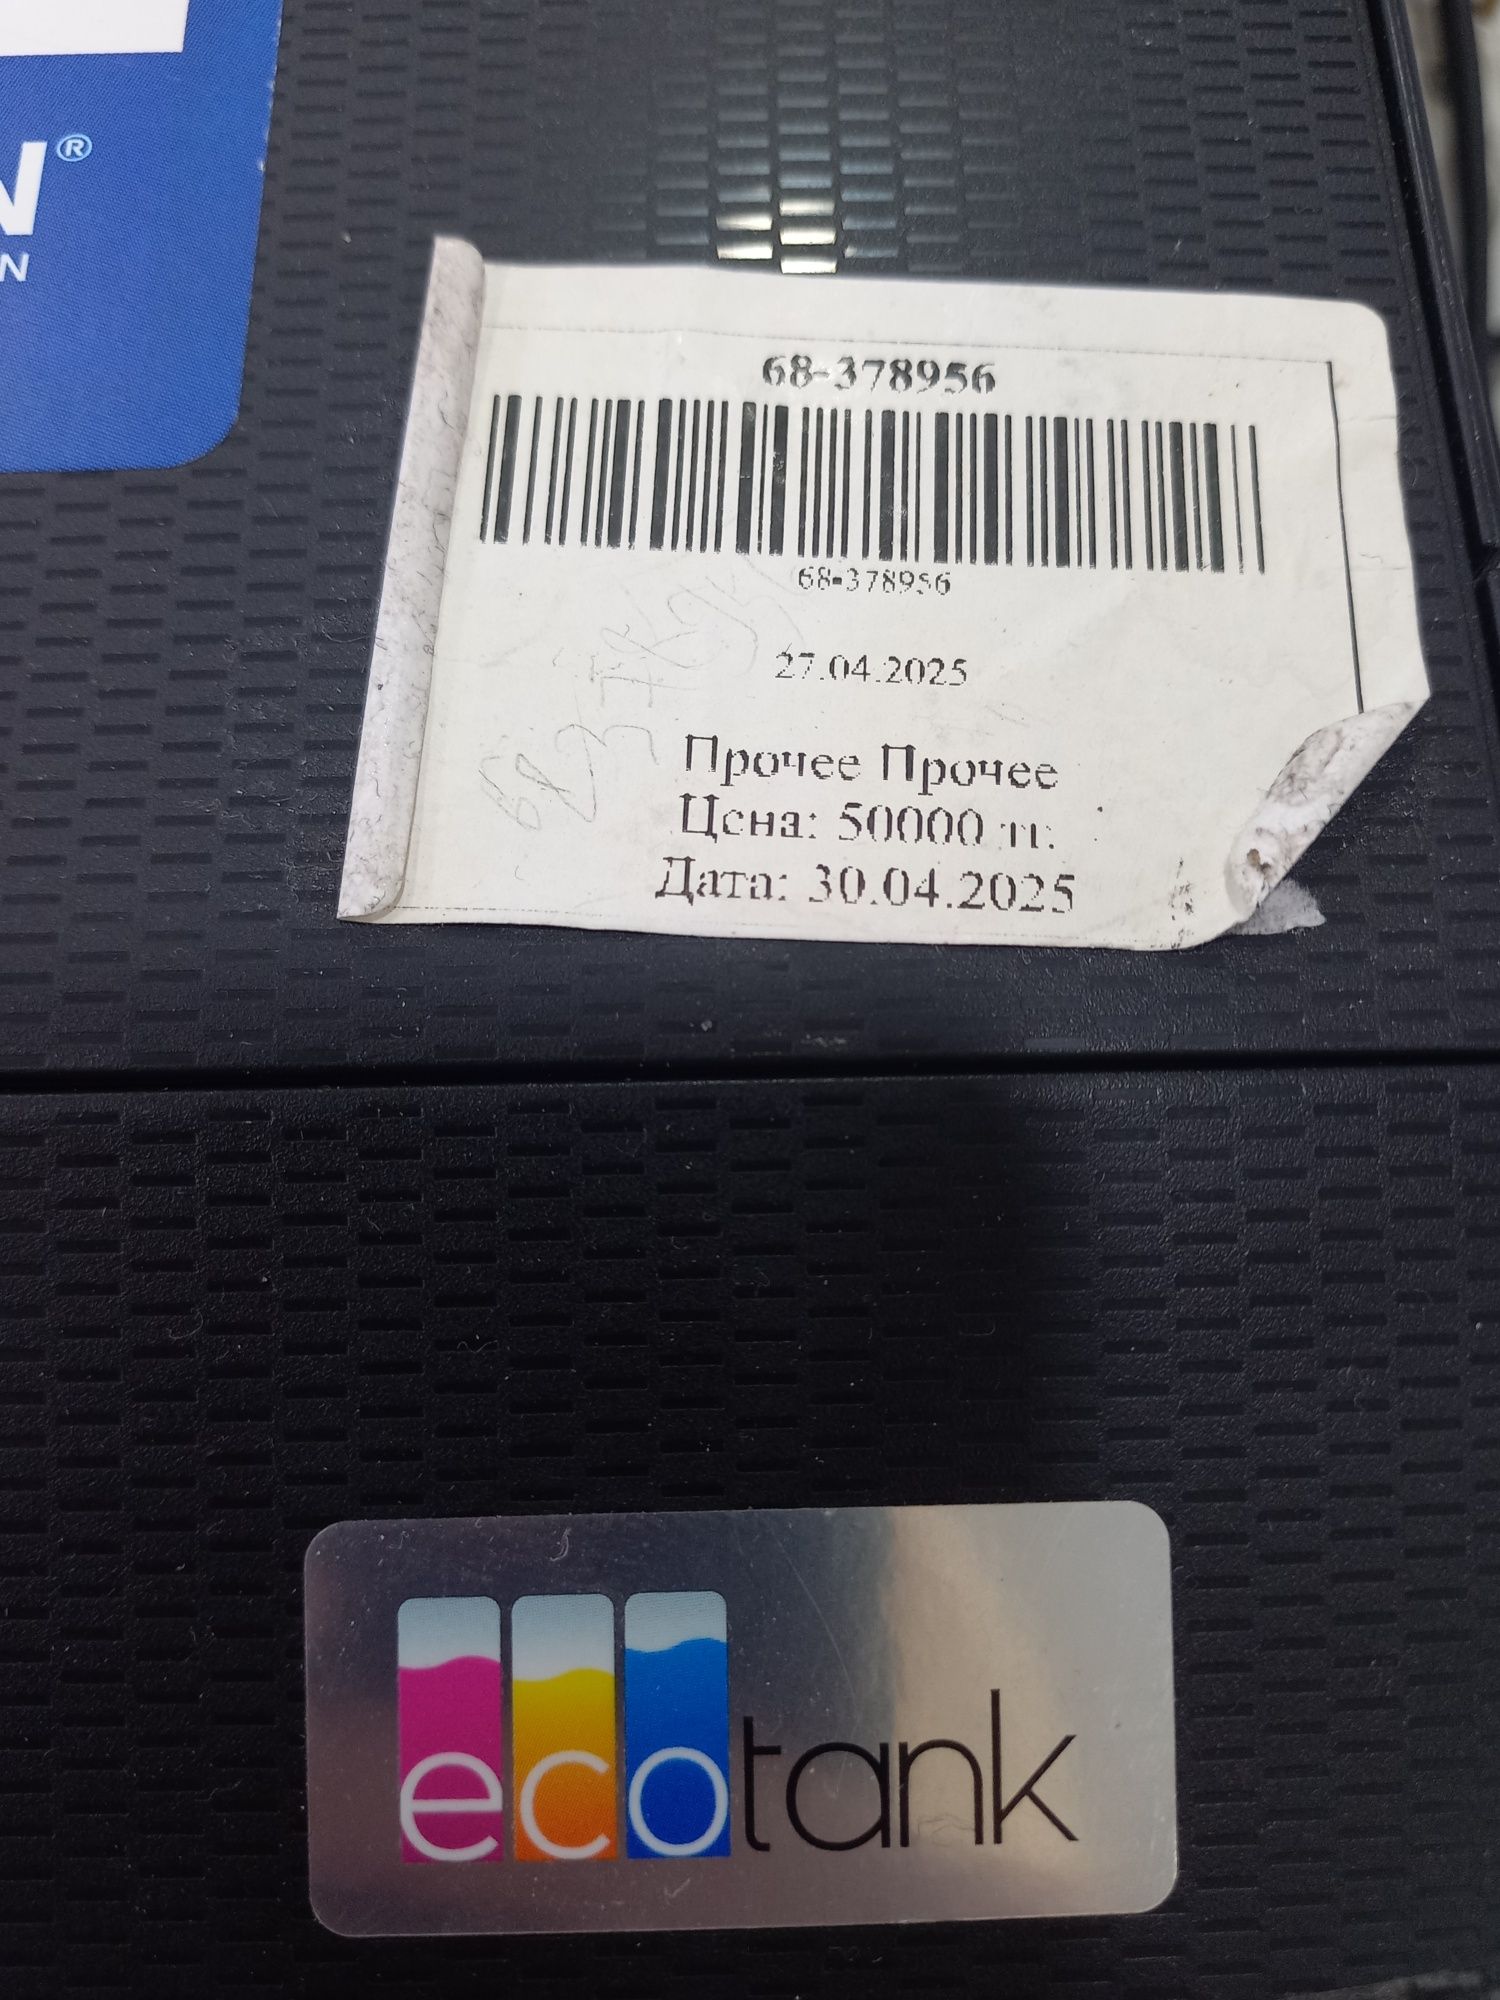 N®
N
68-378956
68-378956
27.04.2025
Прочее Прочее
Цена: 50000 тг.
Дата: 30.04.2025
ecotank